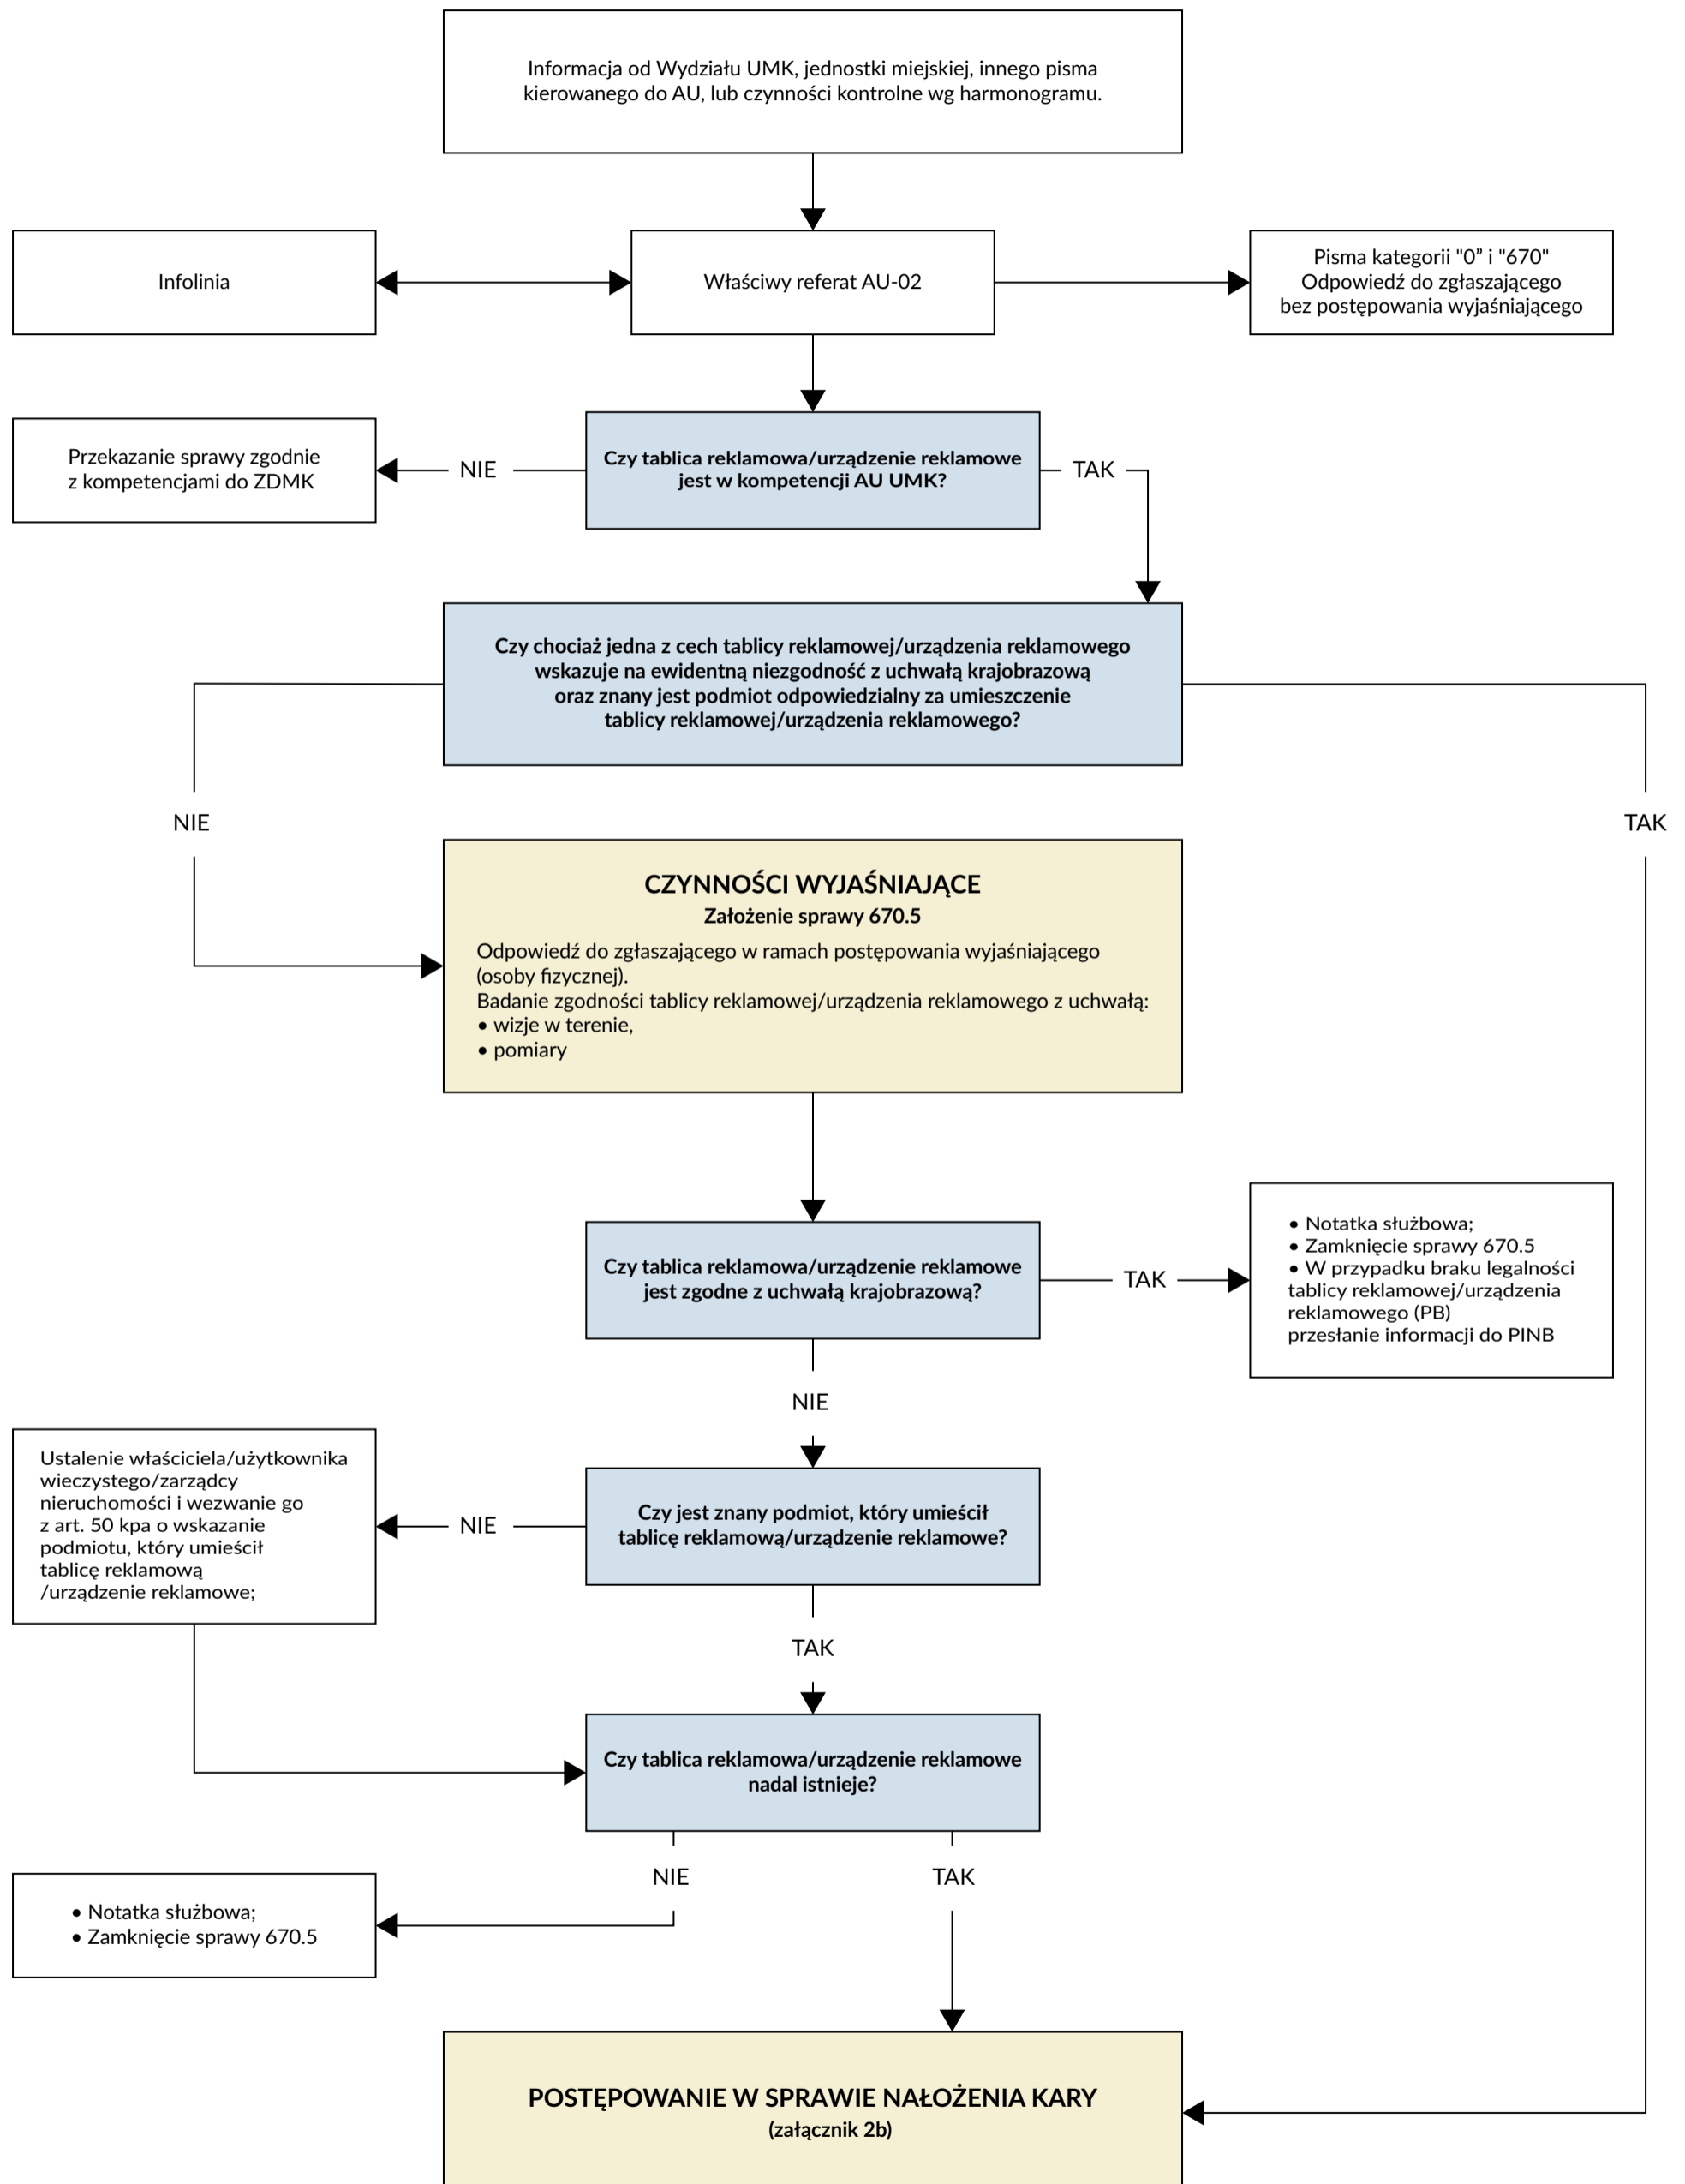 Informacja od Wydziału UMK, jednostki miejskiej, innego pisma
kierowanego do AU, lub czynności kontrolne wg harmonogramu.
Infolinia
Właściwy referat AU-02
Pisma kategorii "0” i "670"
Odpowiedź do zgłaszającego
bez postępowania wyjaśniającego
Przekazanie sprawy zgodnie
z kompetencjami do ZDMK
NIE
Czy tablica reklamowa/urządzenie reklamowe
jest w kompetencji AU UMK?
TAK
Czy chociaż jedna z cech tablicy reklamowej/urządzenia reklamowego
wskazuje na ewidentną niezgodność z uchwałą krajobrazową
oraz znany jest podmiot odpowiedzialny za umieszczenie
tablicy reklamowej/urządzenia reklamowego?
NIE
TAK
CZYNNOŚCI WYJAŚNIAJĄCE
Założenie sprawy 670.5
Odpowiedź do zgłaszającego w ramach postępowania wyjaśniającego
(osoby fizycznej).
Badanie zgodności tablicy reklamowej/urządzenia reklamowego z uchwałą:
• wizje w terenie,
• pomiary
Czy tablica reklamowa/urządzenie reklamowe
jest zgodne z uchwałą krajobrazową?
TAK
• Notatka służbowa;
• Zamknięcie sprawy 670.5
• W przypadku braku legalności
tablicy reklamowej/urządzenia
reklamowego (PB)
przesłanie informacji do PINB
NIE
Ustalenie właściciela/użytkownika
wieczystego/zarządcy
nieruchomości i wezwanie go
z art. 50 kpa o wskazanie
podmiotu, który umieścił
tablicę reklamową
/urządzenie reklamowe;
NIE
Czy jest znany podmiot, który umieścił
tablicę reklamową/urządzenie reklamowe?
TAK
Czy tablica reklamowa/urządzenie reklamowe
nadal istnieje?
NIE
TAK
• Notatka służbowa;
• Zamknięcie sprawy 670.5
POSTĘPOWANIE W SPRAWIE NAŁOŻENIA KARY
(załącznik 2b)